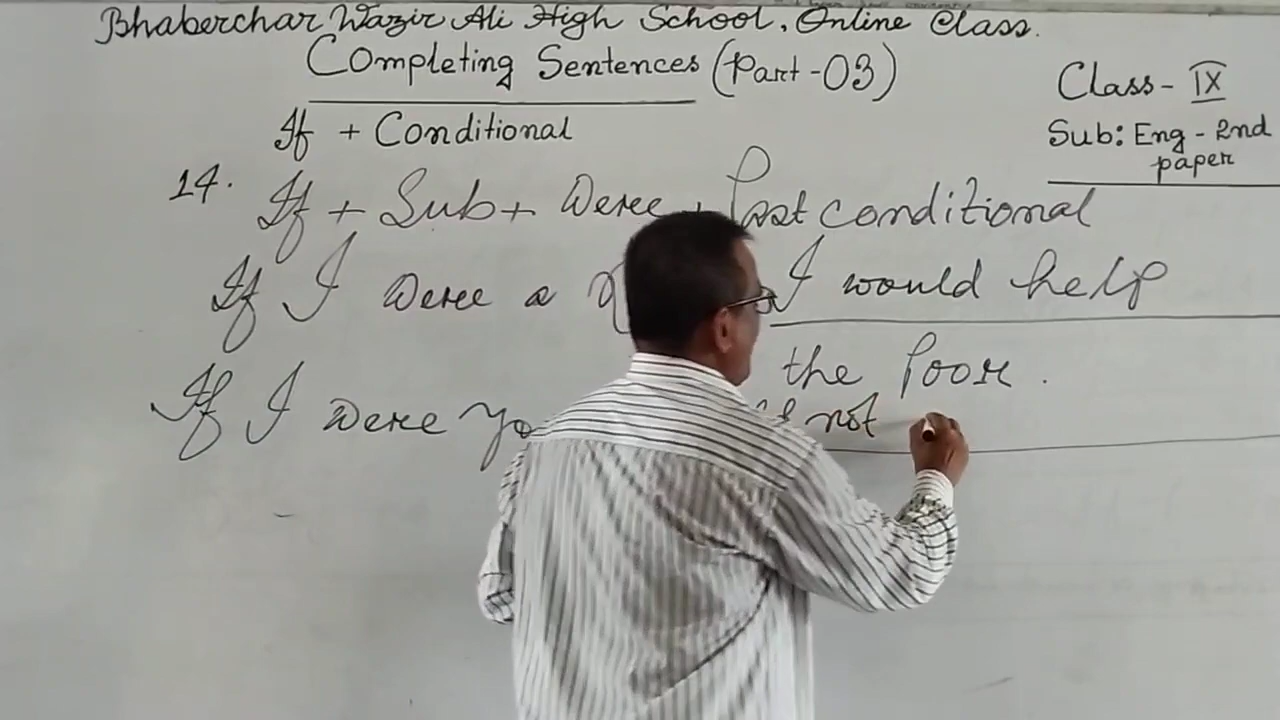 Bhaberchar Wazir Ali High School, Online Class.
Completing Sentences (Part-03)
Class- IX
Sub: Eng - 2nd paper
If + Conditional
14. If + Sub + Were + Past conditional
If I were a I would help
the Poor.
If I were not